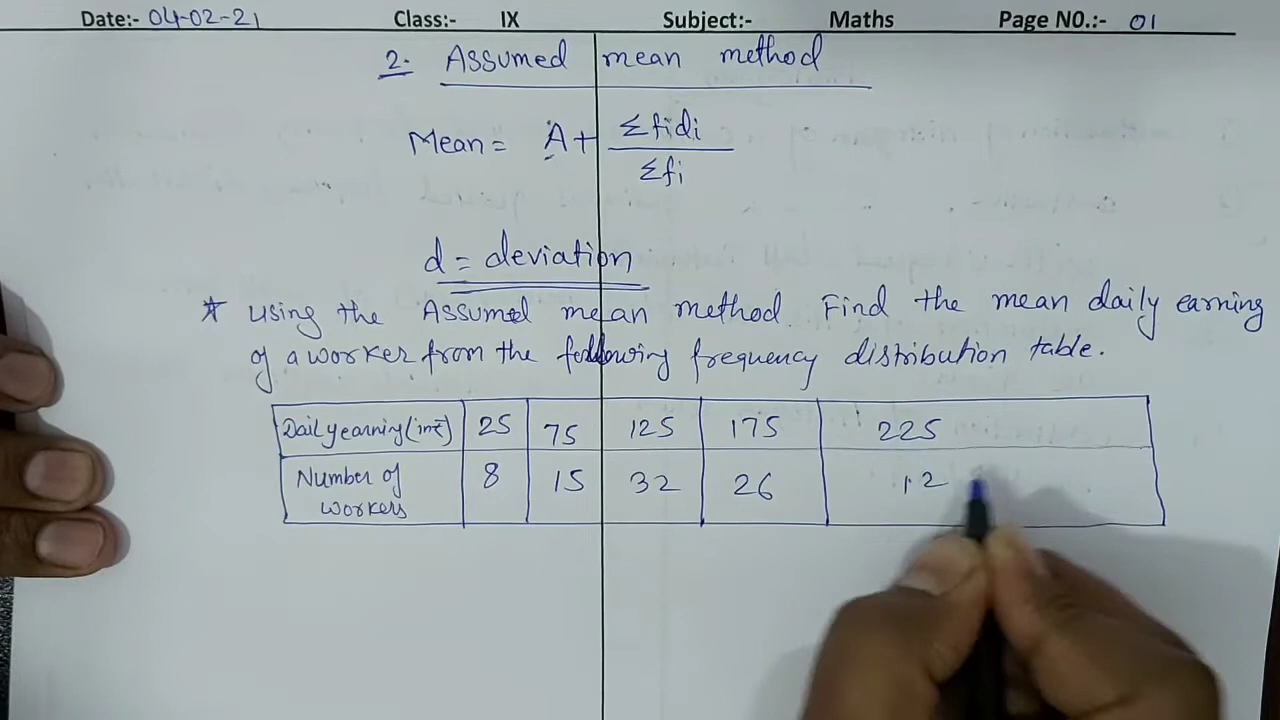 Date:- 04-02-21 Class:- IX Subject:- Maths Page NO.:- 01
2. Assumed mean method
Mean = A + Σfidi
Σfi
d = deviation
* Using the Assumed mean method. Find the mean daily earning
of a worker from the following frequency distribution table.
Daily earning (in ₹) 25 75 125 175 225
Number of workers 8 15 32 26 12